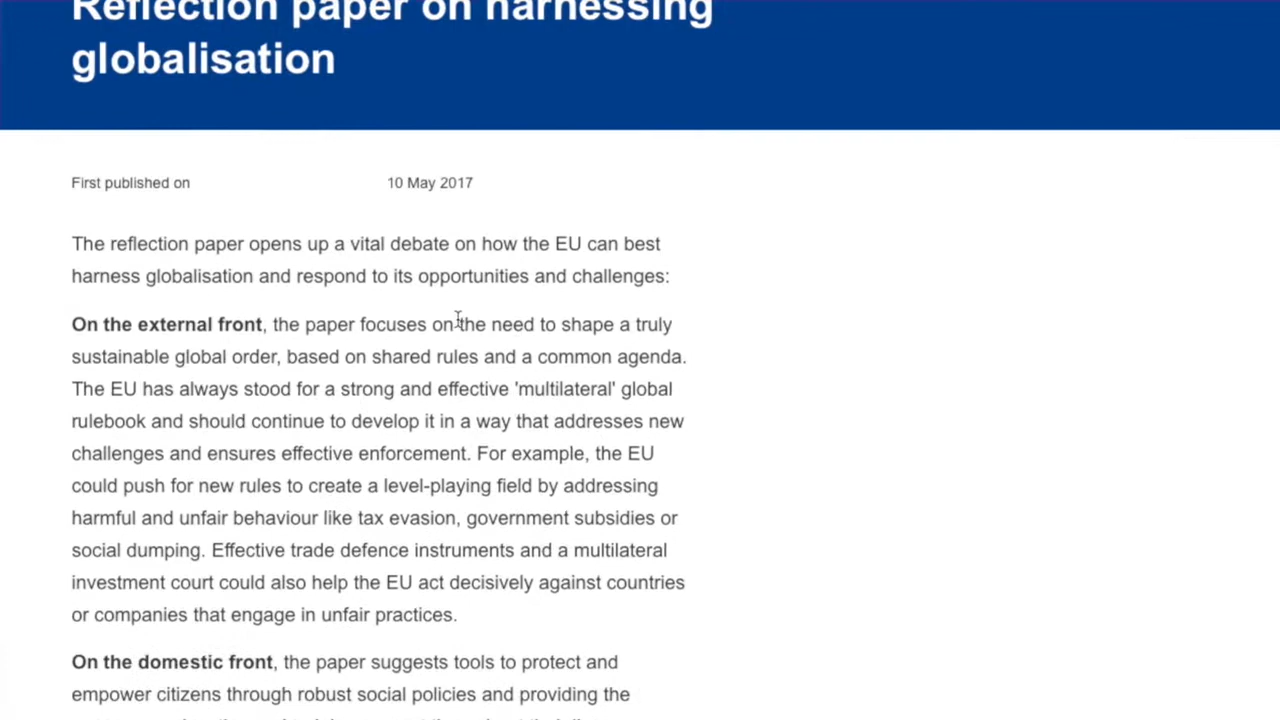 Reflection paper on harnessing
globalisation
First published on 10 May 2017
The reflection paper opens up a vital debate on how the EU can best
harness globalisation and respond to its opportunities and challenges:
On the external front, the paper focuses on the need to shape a truly
sustainable global order, based on shared rules and a common agenda.
The EU has always stood for a strong and effective 'multilateral' global
rulebook and should continue to develop it in a way that addresses new
challenges and ensures effective enforcement. For example, the EU
could push for new rules to create a level-playing field by addressing
harmful and unfair behaviour like tax evasion, government subsidies or
social dumping. Effective trade defence instruments and a multilateral
investment court could also help the EU act decisively against countries
or companies that engage in unfair practices.
On the domestic front, the paper suggests tools to protect and
empower citizens through robust social policies and providing the